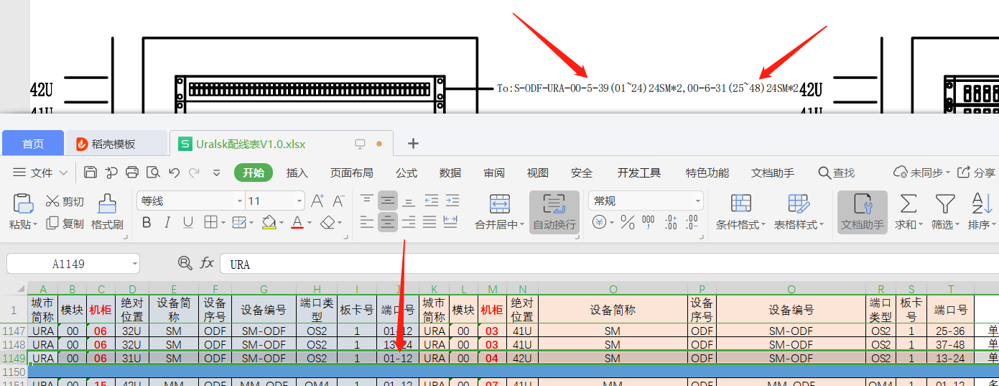 42U
To:S-ODF-URA-00-5-39(01~24)24SM*2,00-6-31(25~48)24SM*2
42U
41U
41U
首页
稻壳模板
S Uralsk配线表V1.0.xlsx
+
文件
开始 插入 页面布局 公式 数据 审阅 视图 安全 开发工具 特色功能 文档助手 查找 未同步 分享
粘贴 剪切 复制 格式刷
等线 11 A+ A-
B I U A
合并居中 自动换行
常规
￥ % 000 , .0 .00 .00 .0
条件格式 表格样式 文档助手 求和 筛选 排序
A1149 fx URA
A B C D E F G H I J K L M N O P Q R S T
1 城市简称 模块 机柜 绝对位置 设备简称 设备序号 设备编号 端口类型 板卡号 端口号 城市简称 模块 机柜 绝对位置 设备简称 设备序号 设备编号 端口类型 板卡号 端口号
1147 URA 00 06 32U SM ODF SM-ODF OS2 1 01-12 URA 00 03 41U SM ODF SM-ODF OS2 1 25-36 单
1148 URA 00 06 32U SM ODF SM-ODF OS2 1 13-24 URA 00 03 41U SM ODF SM-ODF OS2 1 37-48 单
1149 URA 00 06 31U SM ODF SM-ODF OS2 1 01-12 URA 00 04 42U SM ODF SM-ODF OS2 1 13-24 单
1150
1151 URA 00 15 42U MM ODF MM-ODF OM4 1 01-12 URA 00 07 41U MM ODF MM-ODF OM4 1 01-12